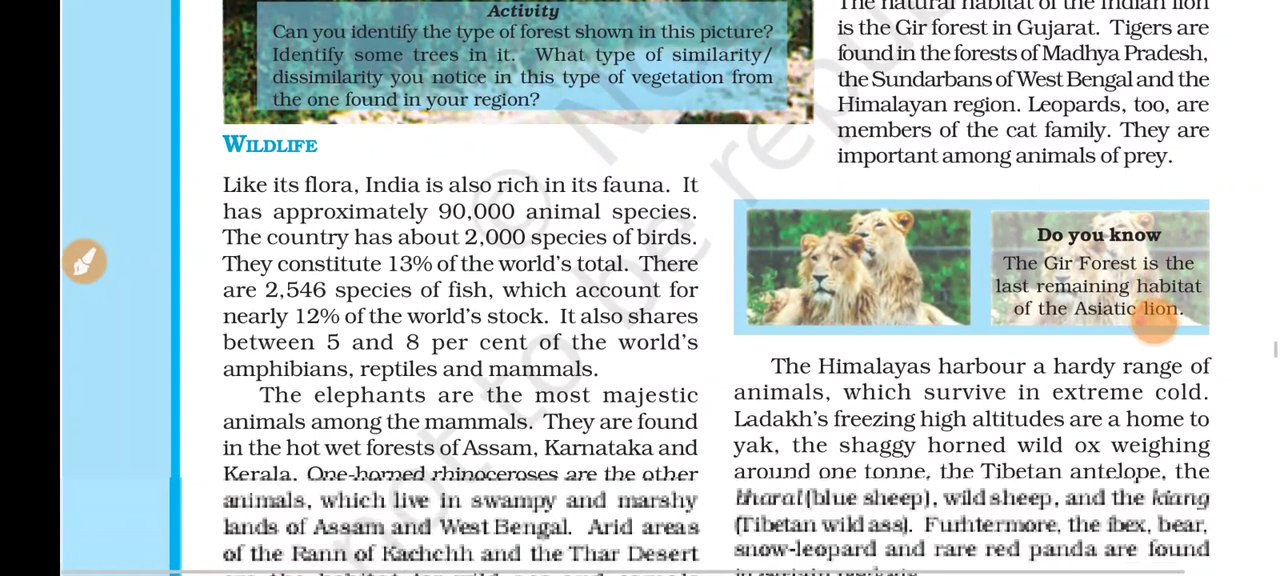 Activity
Can you identify the type of forest shown in this picture?
Identify some trees in it. What type of similarity/
dissimilarity you notice in this type of vegetation from
the one found in your region?
WILDLIFE
Like its flora, India is also rich in its fauna. It
has approximately 90,000 animal species.
The country has about 2,000 species of birds.
They constitute 13% of the world's total. There
are 2,546 species of fish, which account for
nearly 12% of the world's stock. It also shares
between 5 and 8 per cent of the world's
amphibians, reptiles and mammals.
The elephants are the most majestic
animals among the mammals. They are found
in the hot wet forests of Assam, Karnataka and
Kerala. One-horned rhinoceroses are the other
animals, which live in swampy and marshy
lands of Assam and West Bengal. Arid areas
of the Rann of Kachchh and the Thar Desert
The natural habitat of the Indian lion
is the Gir forest in Gujarat. Tigers are
found in the forests of Madhya Pradesh,
the Sundarbans of West Bengal and the
Himalayan region. Leopards, too, are
members of the cat family. They are
important among animals of prey.
Do you know
The Gir Forest is the
last remaining habitat
of the Asiatic lion.
The Himalayas harbour a hardy range of
animals, which survive in extreme cold.
Ladakh's freezing high altitudes are a home to
yak, the shaggy horned wild ox weighing
around one tonne, the Tibetan antelope, the
bharal (blue sheep), wild sheep, and the kiang
(Tibetan wild ass). Furhtermore, the ibex, bear,
snow-leopard and rare red panda are found